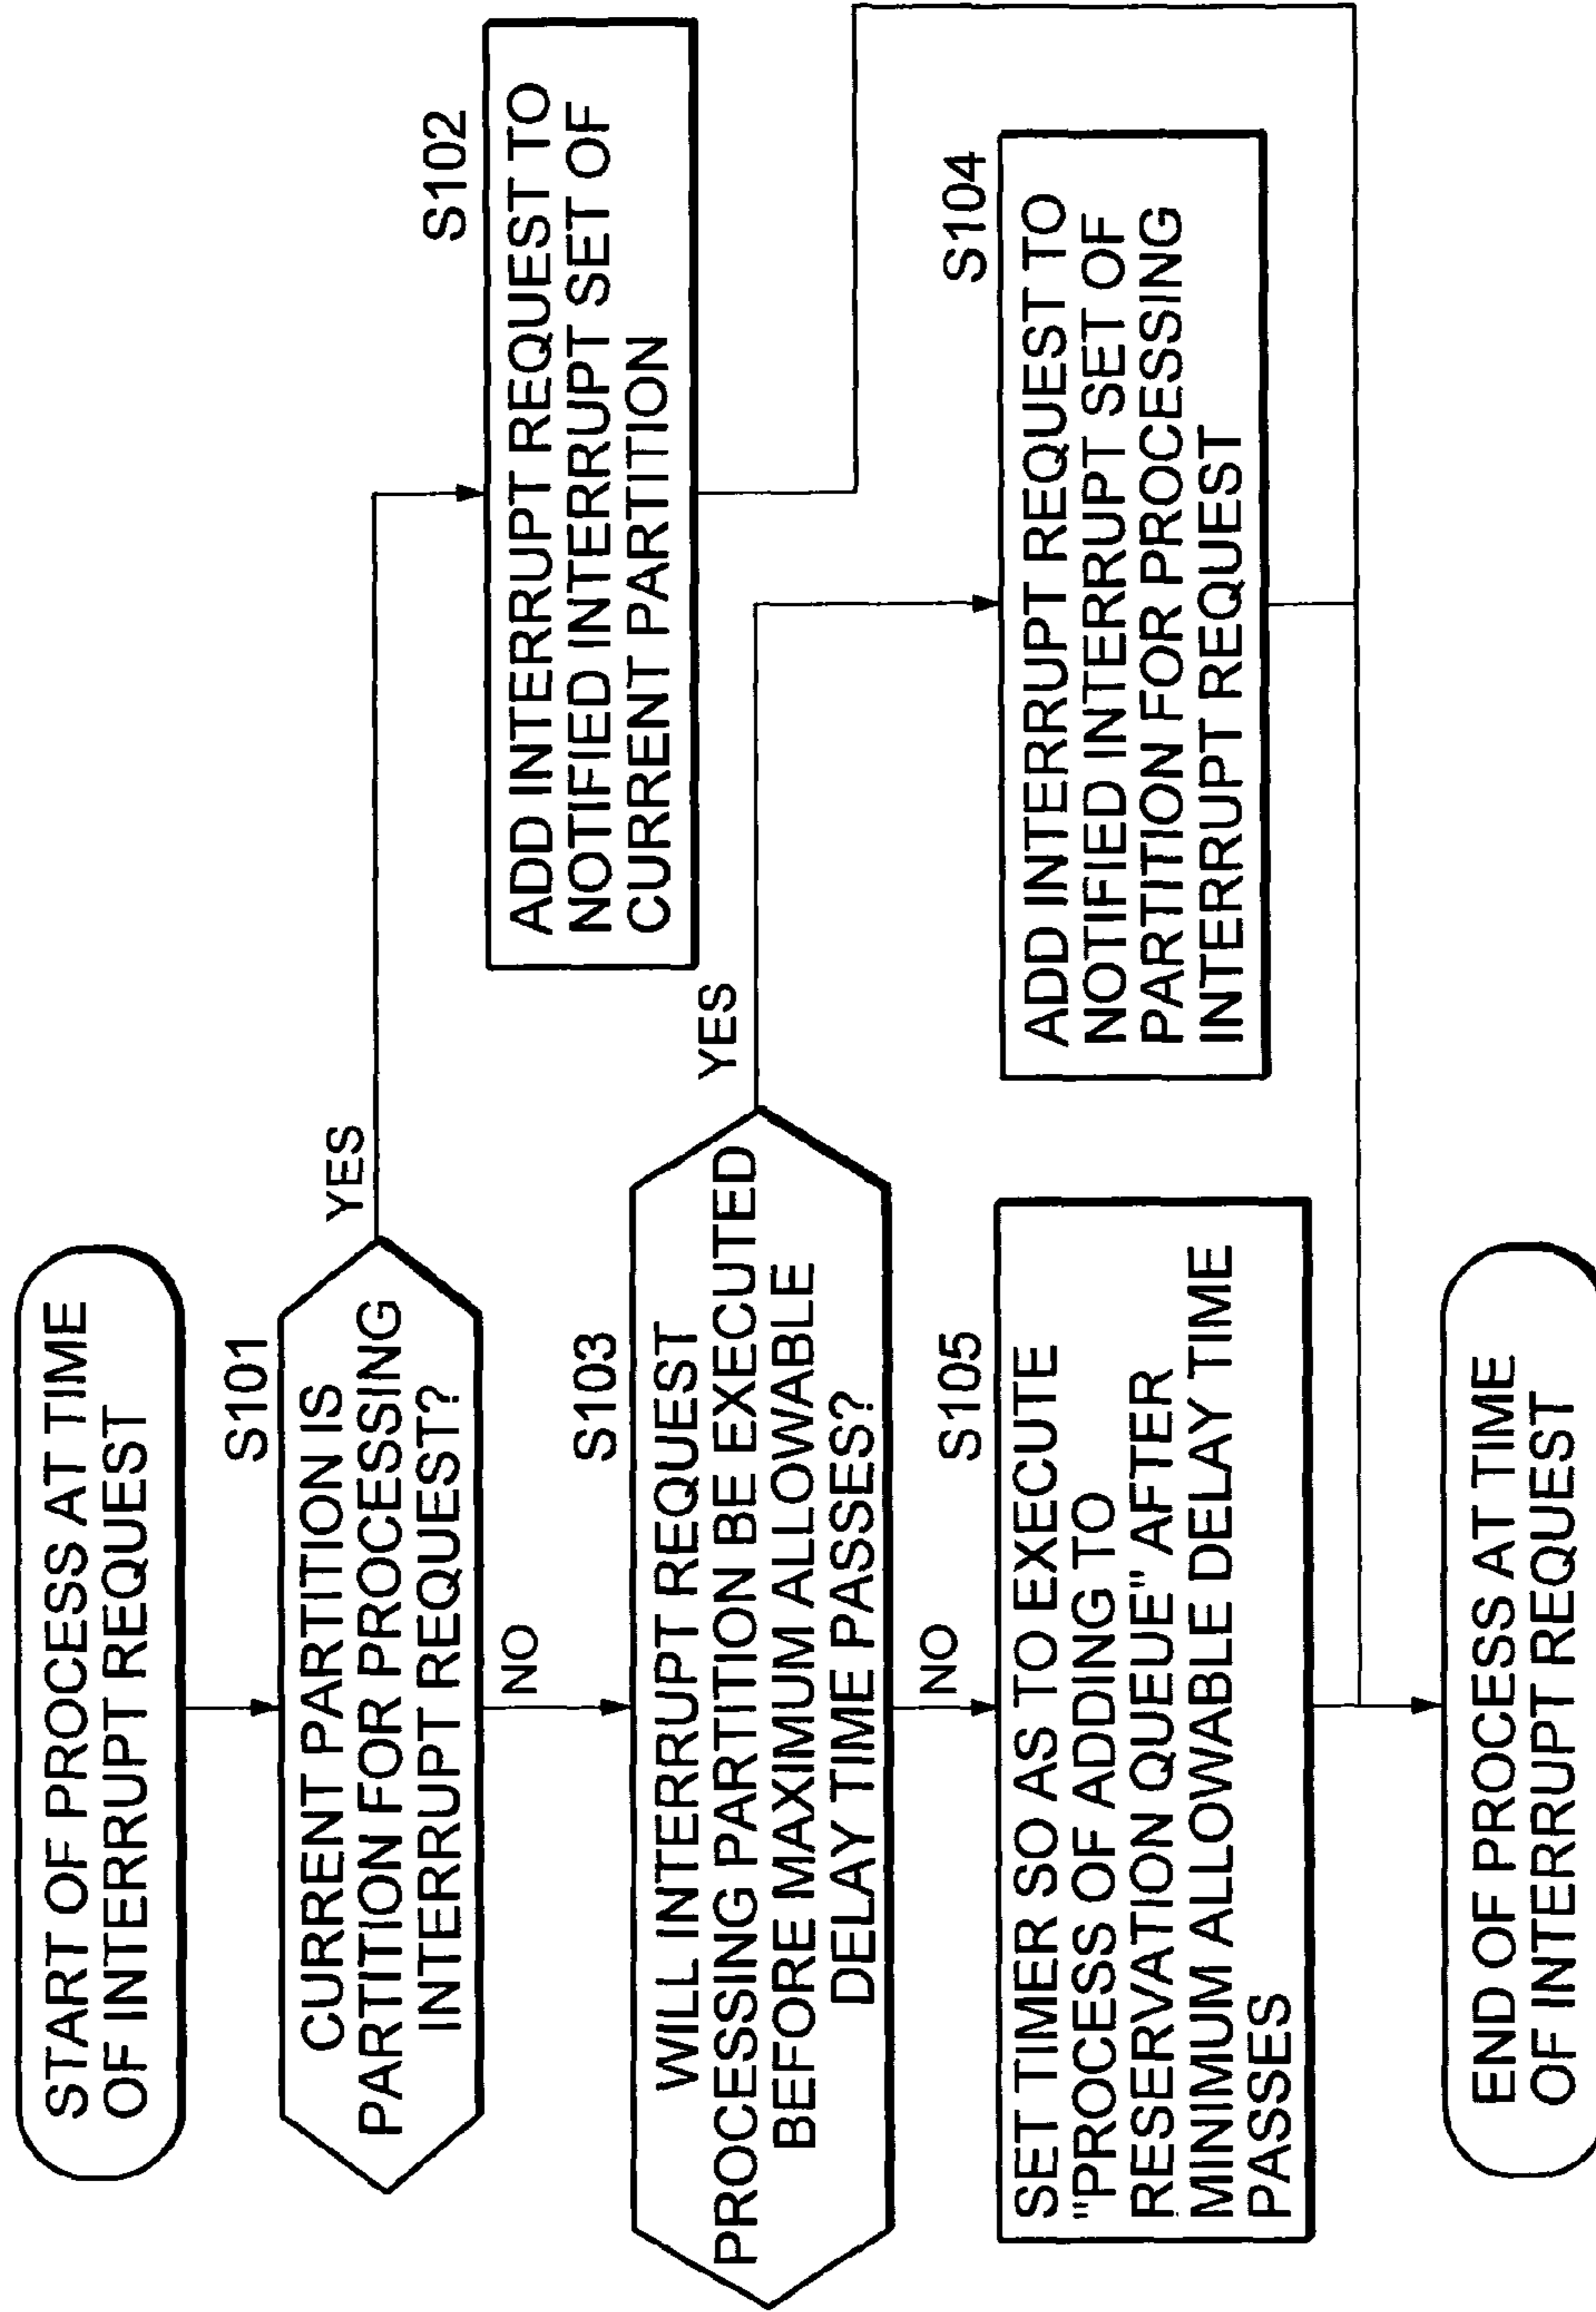 START OF PROCESS AT TIME
OF INTERRUPT REQUEST
S101
CURRENT PARTITION IS
PARTITION FOR PROCESSING
INTERRUPT REQUEST?
YES
NO
S102
ADD INTERRUPT REQUEST TO
NOTIFIED INTERRUPT SET OF
CURRENT PARTITION
S103
WILL INTERRUPT REQUEST
PROCESSING PARTITION BE EXECUTED
BEFORE MAXIMUM ALLOWABLE
DELAY TIME PASSES?
YES
NO
S104
ADD INTERRUPT REQUEST TO
NOTIFIED INTERRUPT SET OF
PARTITION FOR PROCESSING
INTERRUPT REQUEST
S105
SET TIMER SO AS TO EXECUTE
"PROCESS OF ADDING TO
RESERVATION QUEUE" AFTER
MINIMUM ALLOWABLE DELAY TIME
PASSES
END OF PROCESS AT TIME
OF INTERRUPT REQUEST